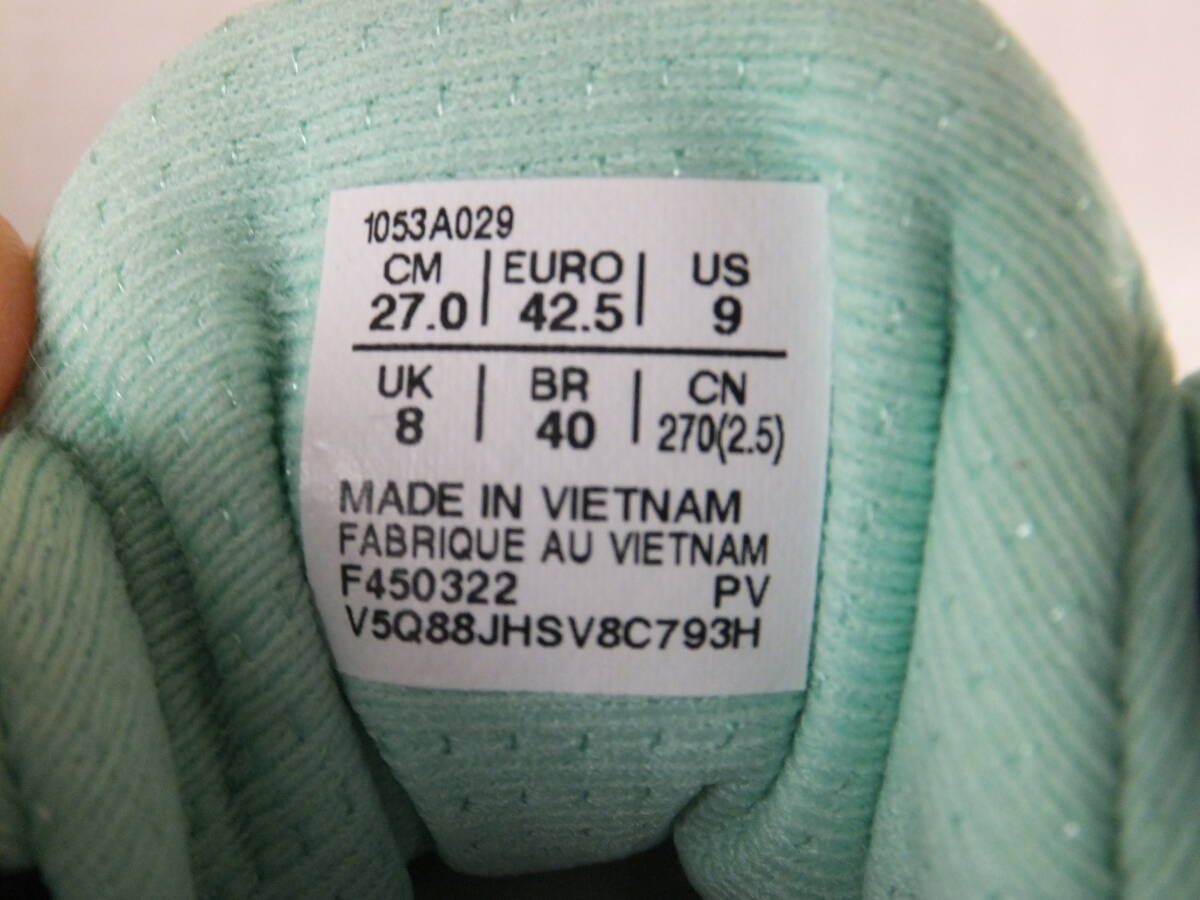 1053A029
CM | EURO | US
27.0 | 42.5 | 9
UK | BR | CN
8 | 40 | 270(2.5)
MADE IN VIETNAM
FABRIQUE AU VIETNAM
F450322 PV
V5Q88JHSV8C793H